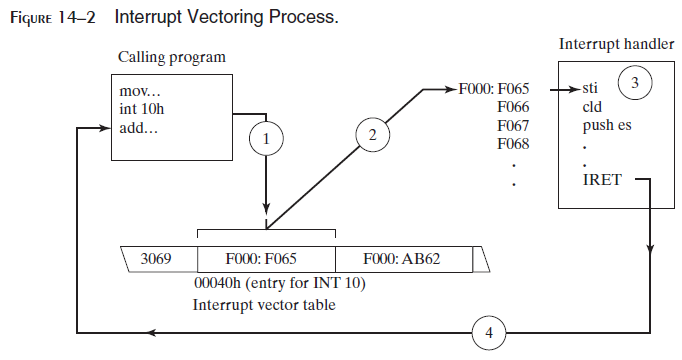 FIGURE 14–2 Interrupt Vectoring Process.
Calling program
mov...
int 10h
add...
1
2
F000: F065
F066
F067
F068
.
.
Interrupt handler
3
sti
cld
push es
.
.
IRET
3069 F000: F065 F000: AB62
00040h (entry for INT 10)
Interrupt vector table
4